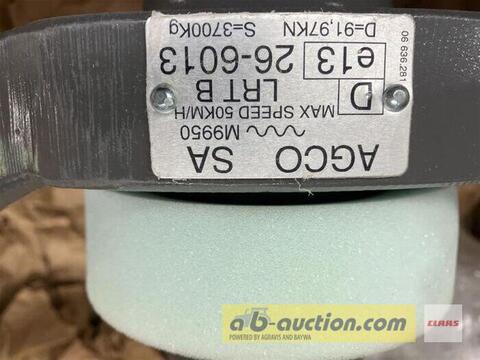 AGCO SA
M9950
MAX SPEED 50KM/H
LRT B
D
e13 26-6013
D=91,97KN S=3700Kg
06 636.281
ab-auction.com
POWERED BY AGRAVIS AND BAYWA
CLAAS